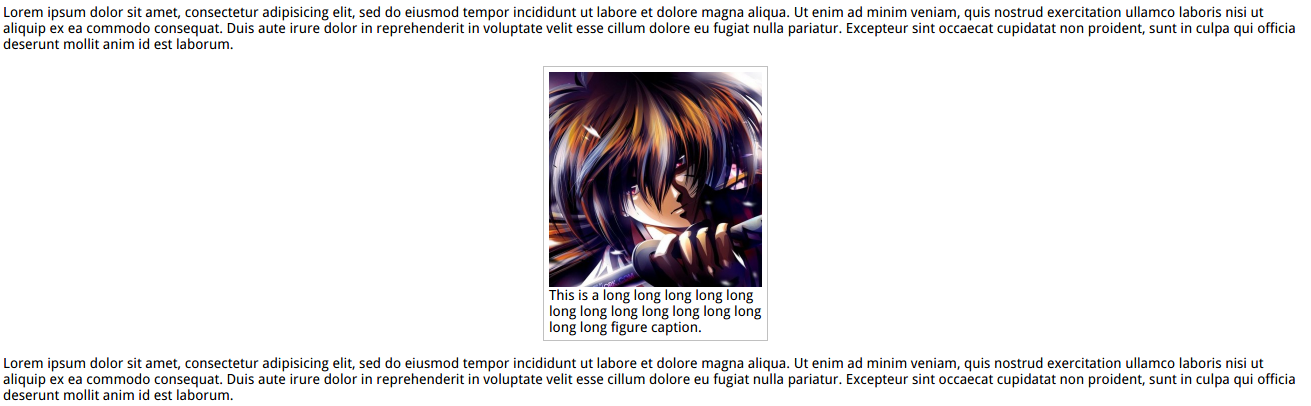 Lorem ipsum dolor sit amet, consectetur adipisicing elit, sed do eiusmod tempor incididunt ut labore et dolore magna aliqua. Ut enim ad minim veniam, quis nostrud exercitation ullamco laboris nisi ut
aliquip ex ea commodo consequat. Duis aute irure dolor in reprehenderit in voluptate velit esse cillum dolore eu fugiat nulla pariatur. Excepteur sint occaecat cupidatat non proident, sunt in culpa qui officia
deserunt mollit anim id est laborum.
This is a long long long long long
long long long long long long long
long long figure caption.
Lorem ipsum dolor sit amet, consectetur adipisicing elit, sed do eiusmod tempor incididunt ut labore et dolore magna aliqua. Ut enim ad minim veniam, quis nostrud exercitation ullamco laboris nisi ut
aliquip ex ea commodo consequat. Duis aute irure dolor in reprehenderit in voluptate velit esse cillum dolore eu fugiat nulla pariatur. Excepteur sint occaecat cupidatat non proident, sunt in culpa qui officia
deserunt mollit anim id est laborum.